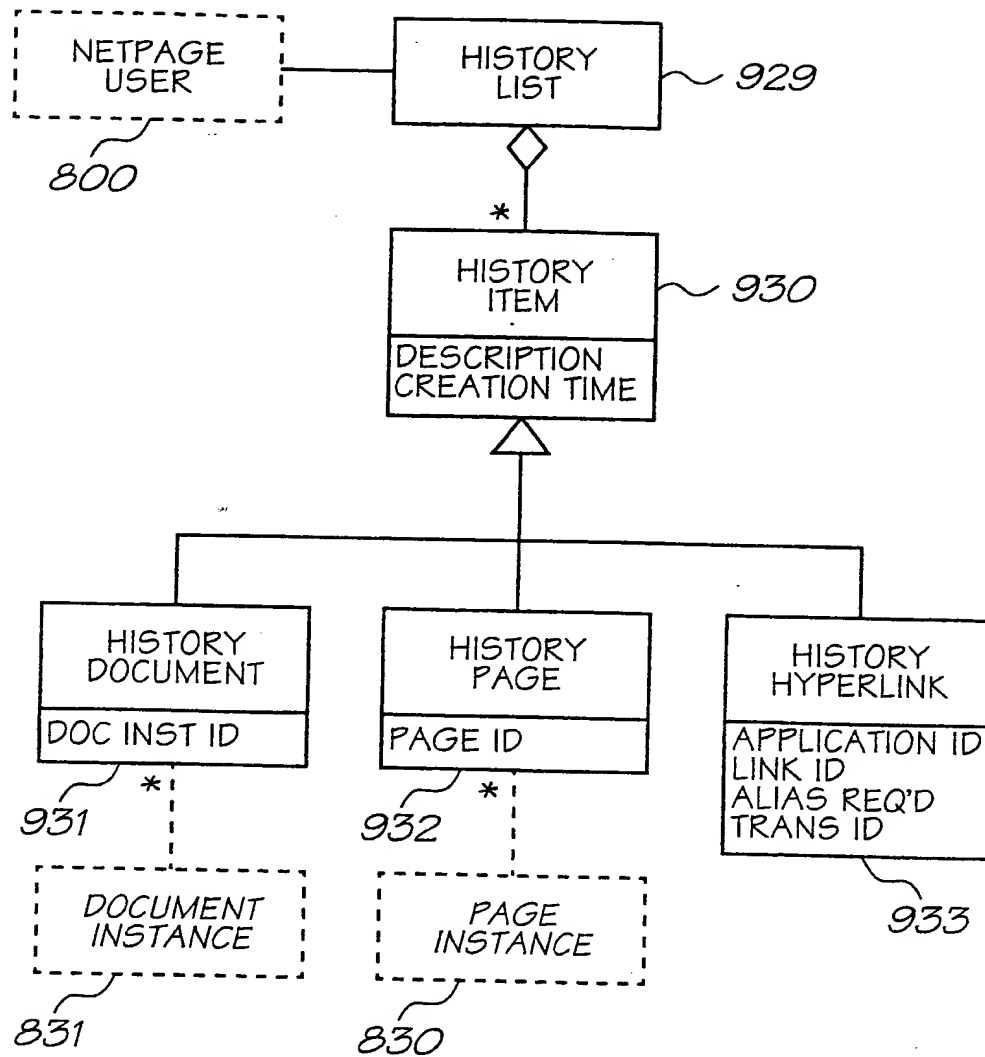 NETPAGE
USER
800
HISTORY
LIST
929
*
HISTORY
ITEM
930
DESCRIPTION
CREATION TIME
HISTORY
DOCUMENT
DOC INST ID
931
*
HISTORY
PAGE
PAGE ID
932
*
HISTORY
HYPERLINK
APPLICATION ID
LINK ID
ALIAS REQ'D
TRANS ID
933
DOCUMENT
INSTANCE
831
PAGE
INSTANCE
830